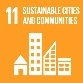 11 SUSTAINABLE CITIES
AND COMMUNITIES